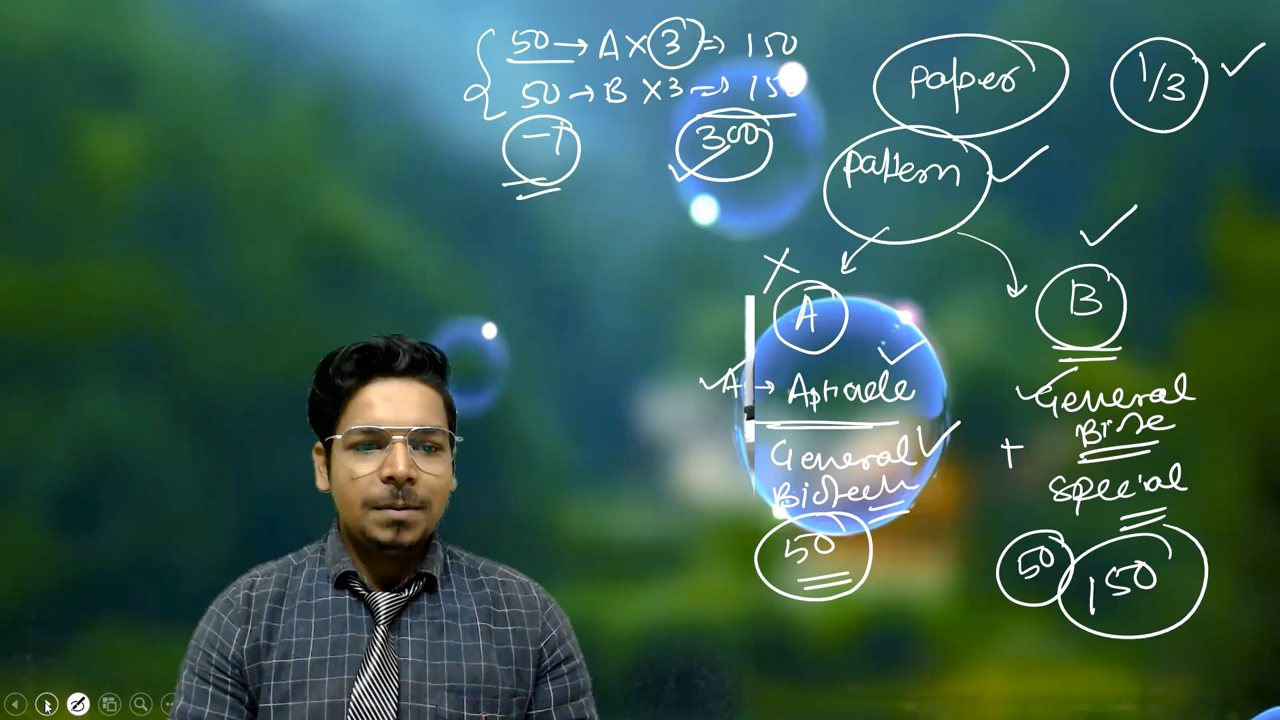 50 → A × 3 ⇒ 150
50 → B × 3 ⇒ 150
-1
300
Paper
1/3
Pattern
A
B
A → Aptitude
General
Biotech
50
General
+
Special
50
150